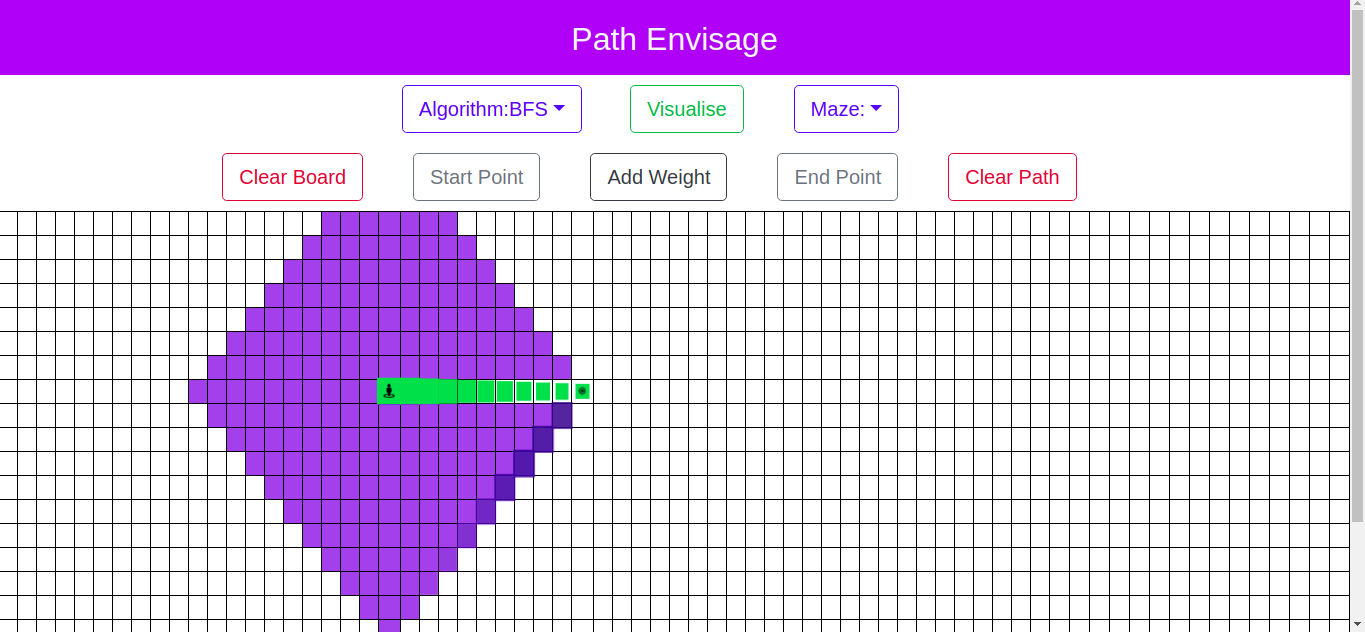 Path Envisage
Algorithm:BFS Visualise Maze:
Clear Board Start Point Add Weight End Point Clear Path